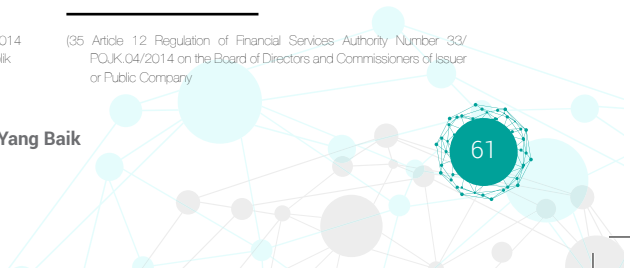 014
lik
(35 Article 12 Regulation of Financial Services Authority Number 33/
POJK.04/2014 on the Board of Directors and Commissioners of Issuer
or Public Company
Yang Baik
61